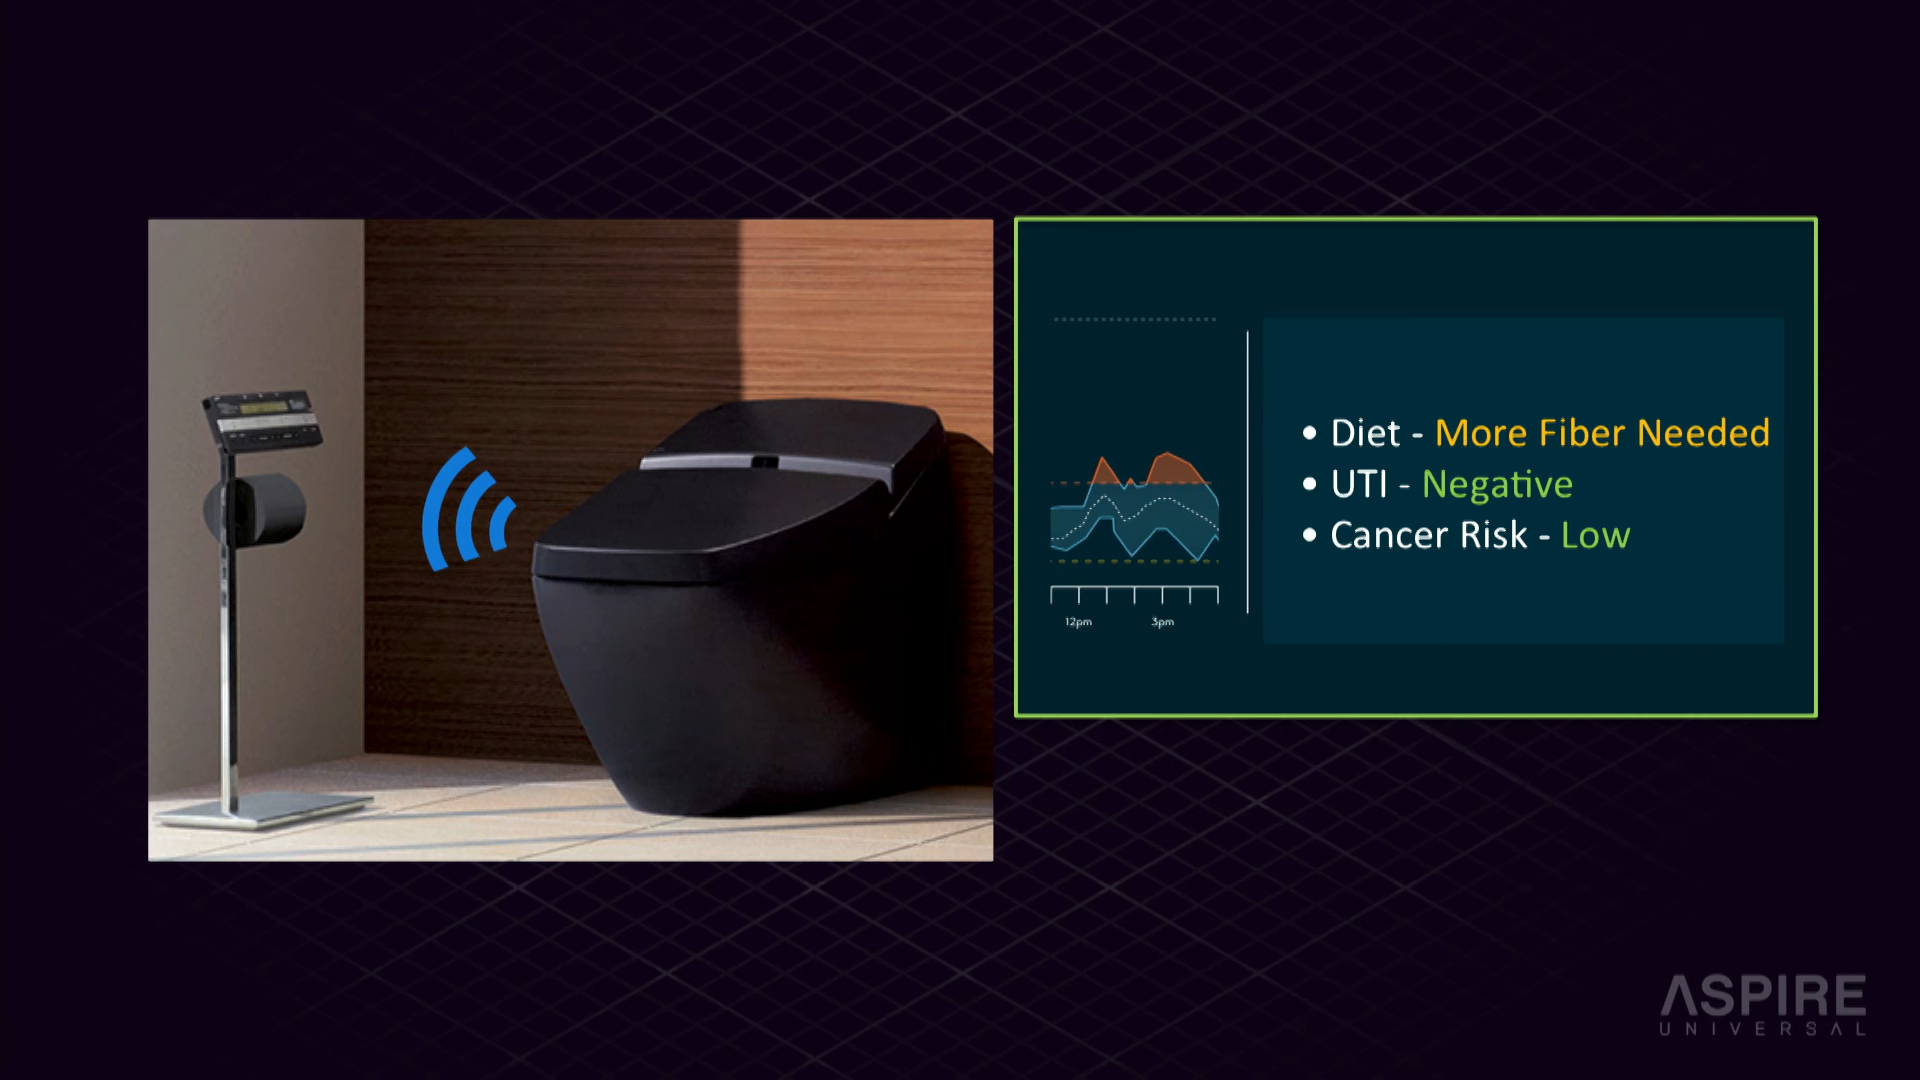 • Diet - More Fiber Needed
• UTI - Negative
• Cancer Risk - Low
12pm 3pm
ASPIRE
UNIVERSAL